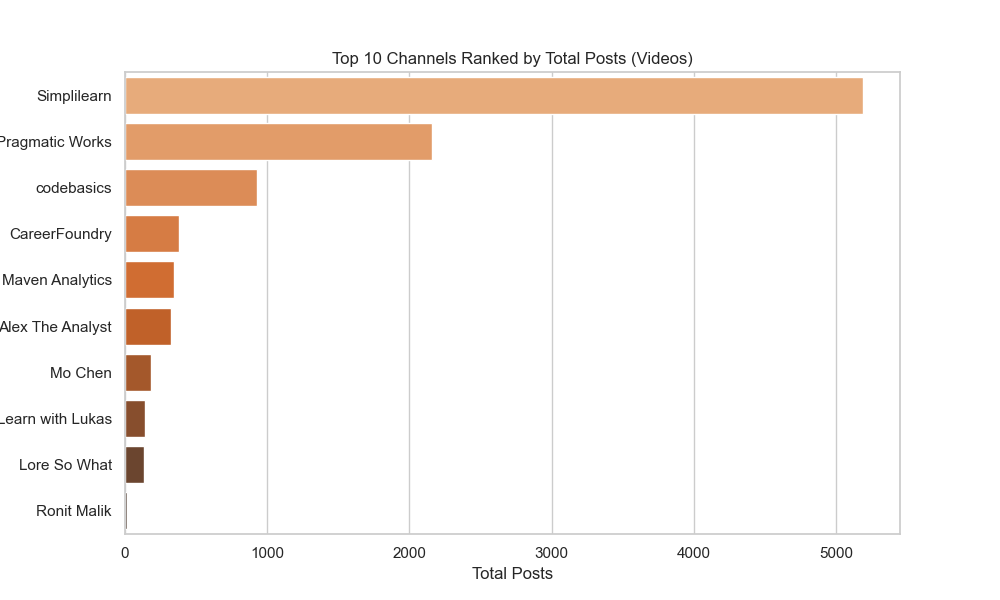 Top 10 Channels Ranked by Total Posts (Videos)
Simplilearn
Pragmatic Works
codebasics
CareerFoundry
Maven Analytics
Alex The Analyst
Mo Chen
Learn with Lukas
Lore So What
Ronit Malik
0 1000 2000 3000 4000 5000
Total Posts